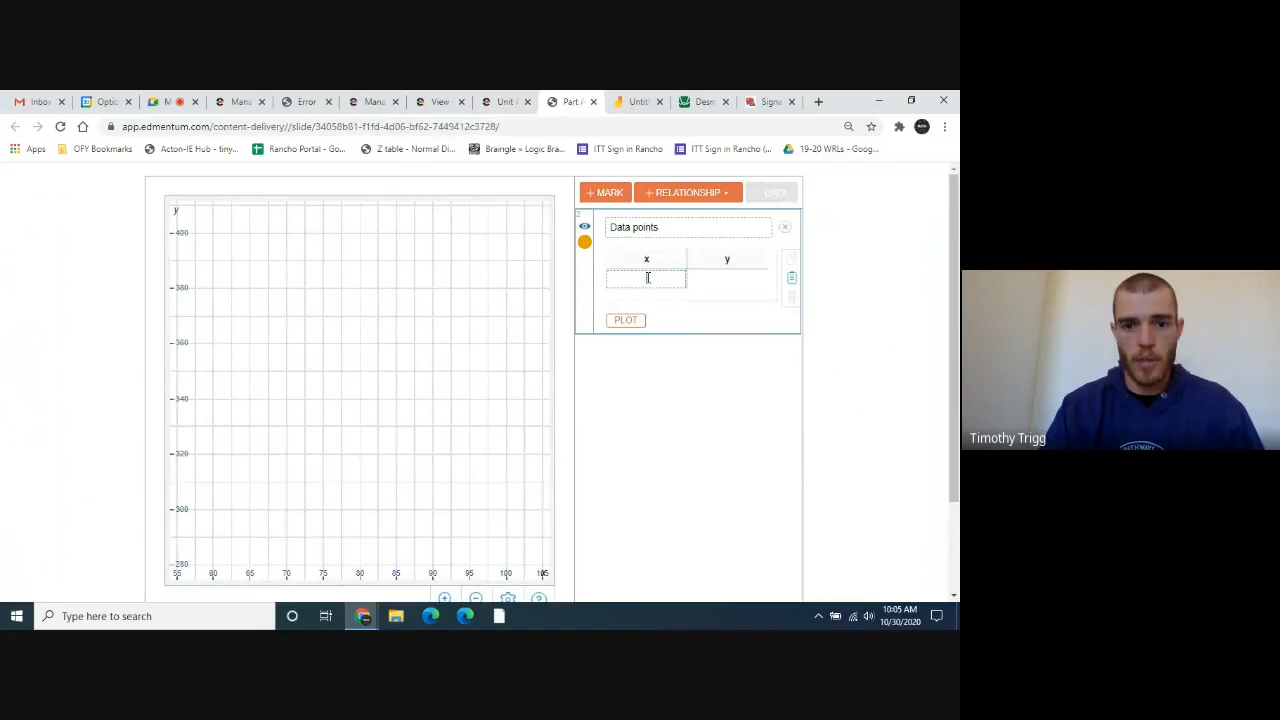 Inbox
Optic
M
Mana
Error
Mana
View
Unit A
Part A
Untitl
Desm
Signa
app.edmentum.com/content-delivery//slide/34058b81-f1fd-4d06-bf62-7449412c3728/
Apps
OFY Bookmarks
Acton-IE Hub - tiny...
Rancho Portal - Go...
Z table - Normal Di...
Braingle » Logic Bra...
ITT Sign in Rancho
ITT Sign in Rancho (...
19-20 WRLs - Goog...
+ MARK
+ RELATIONSHIP
DATA
2
Data points
x y
PLOT
y
400
380
360
340
320
300
280
55 60 65 70 75 80 85 90 95 100 105
Timothy Trigg
PATHWAYS
Type here to search
10:05 AM
10/30/2020